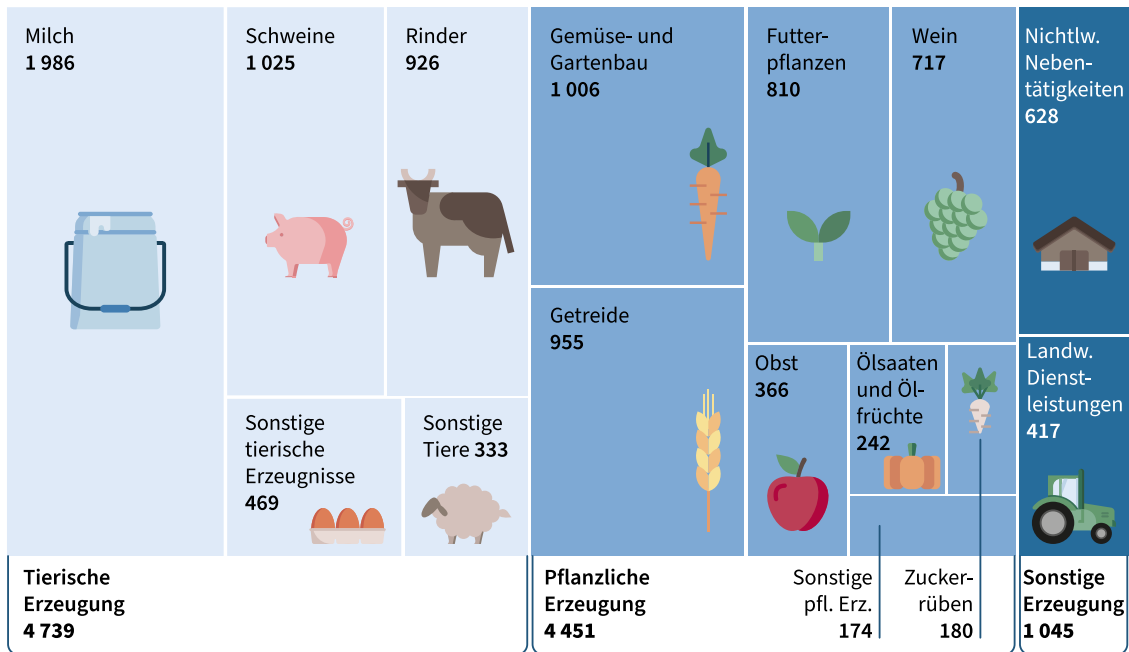 Milch
1 986
Schweine
1 025
Rinder
926
Gemüse- und
Gartenbau
1 006
Futter-
pflanzen
810
Wein
717
Nichtlw.
Neben-
tätigkeiten
628
Getreide
955
Obst
366
Ölsaaten
und Öl-
früchte
242
Landw.
Dienst-
leistungen
417
Sonstige
tierische
Erzeugnisse
469
Sonstige
Tiere 333
Tierische
Erzeugung
4 739
Pflanzliche
Erzeugung
4 451
Sonstige
pfl. Erz.
174
Zucker-
rüben
180
Sonstige
Erzeugung
1 045